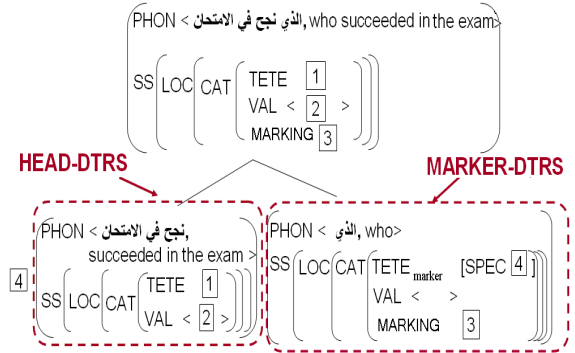 PHON < الذي نجح في الامتحان, who succeeded in the exam>
SS LOC CAT TETE 1
VAL < 2 >
MARKING 3
HEAD-DTRS
MARKER-DTRS
PHON < نجح في الامتحان,
succeeded in the exam >
4
SS LOC CAT TETE 1
VAL < 2 >
PHON < الذي, who>
SS LOC CAT TETE marker [SPEC 4 ]
VAL < >
MARKING 3